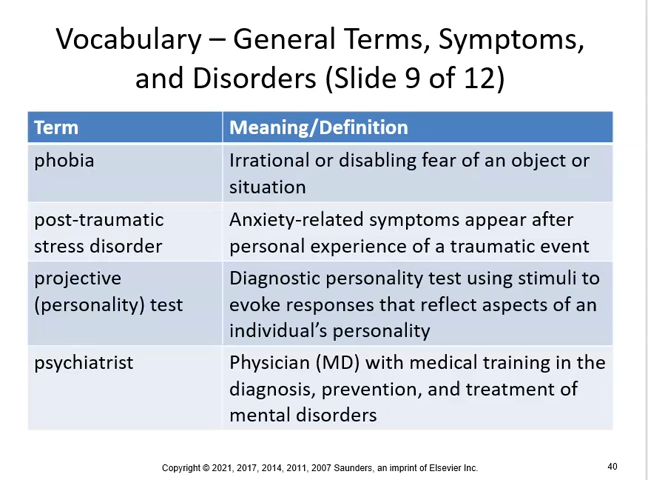 Vocabulary – General Terms, Symptoms,
and Disorders (Slide 9 of 12)
Term
Meaning/Definition
phobia
Irrational or disabling fear of an object or
situation
post-traumatic
stress disorder
Anxiety-related symptoms appear after
personal experience of a traumatic event
projective
(personality) test
Diagnostic personality test using stimuli to
evoke responses that reflect aspects of an
individual’s personality
psychiatrist
Physician (MD) with medical training in the
diagnosis, prevention, and treatment of
mental disorders
Copyright © 2021, 2017, 2014, 2011, 2007 Saunders, an imprint of Elsevier Inc.
40